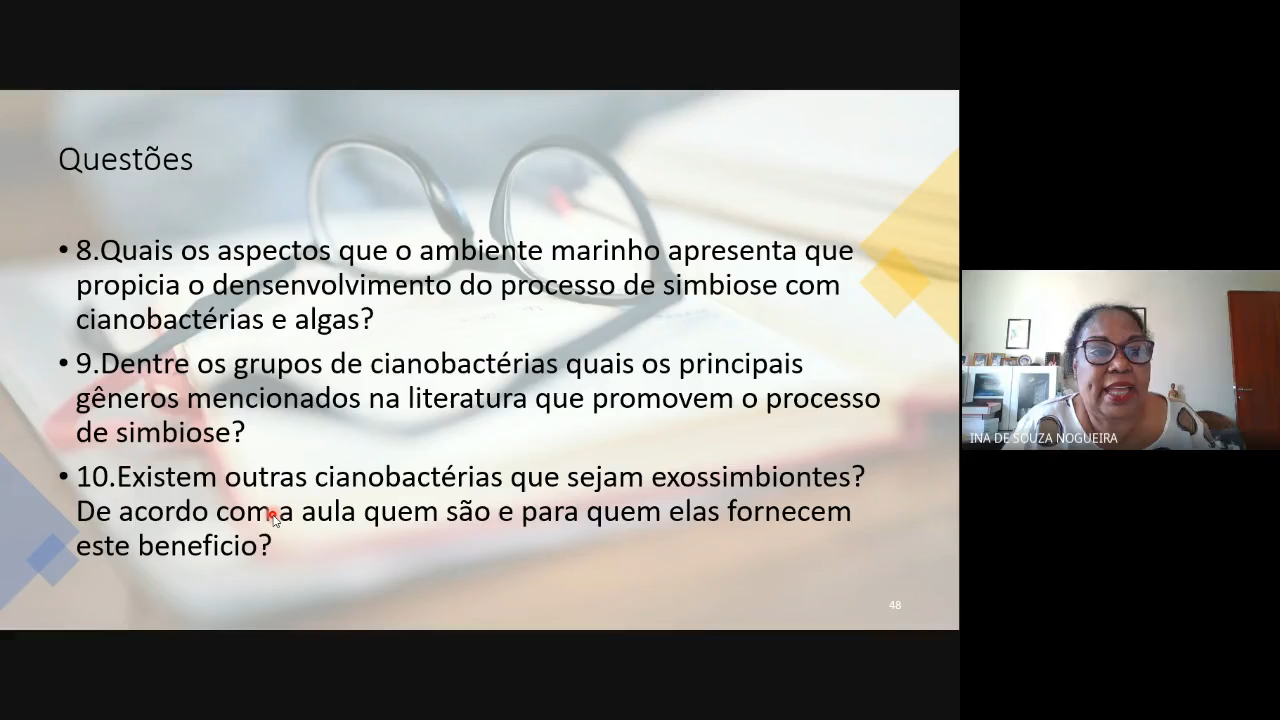 Questões
• 8.Quais os aspectos que o ambiente marinho apresenta que
propicia o densenvolvimento do processo de simbiose com
cianobactérias e algas?
• 9.Dentre os grupos de cianobactérias quais os principais
gêneros mencionados na literatura que promovem o processo
de simbiose?
• 10.Existem outras cianobactérias que sejam exossimbiontes?
De acordo com a aula quem são e para quem elas fornecem
este beneficio?
48
INA DE SOUZA NOGUEIRA